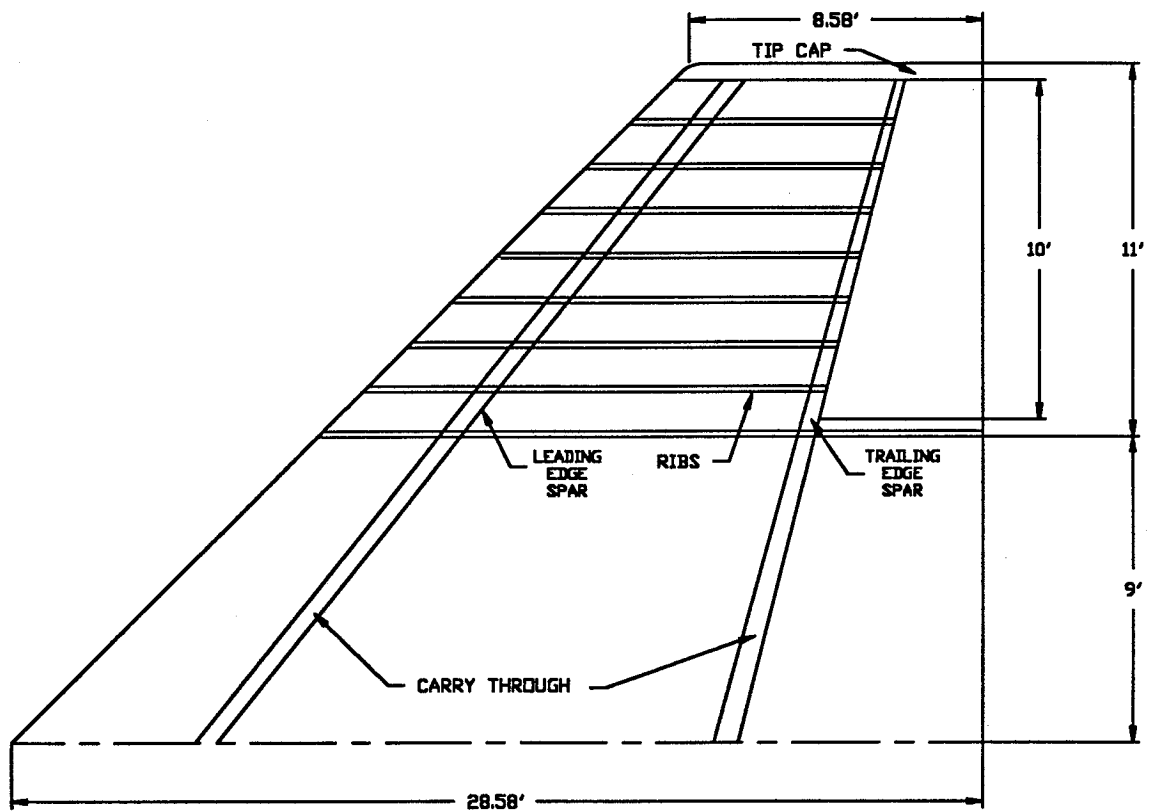 8.58'
TIP CAP
10'
11'
LEADING
EDGE
SPAR
RIBS
TRAILING
EDGE
SPAR
9'
CARRY THROUGH
28.58'